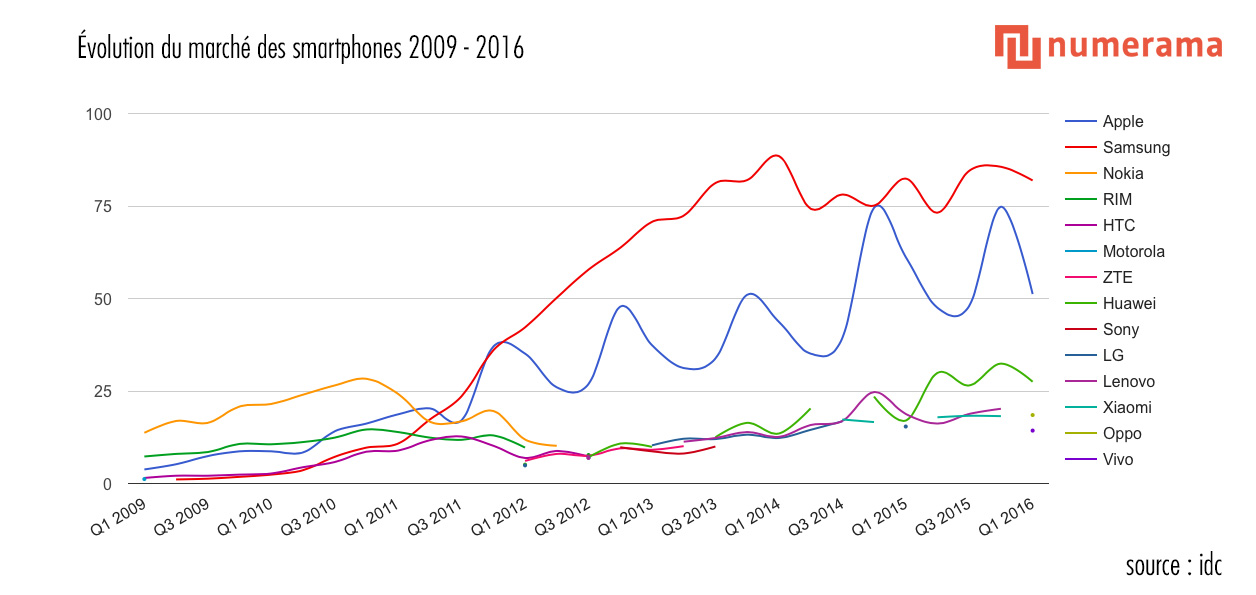 Évolution du marché des smartphones 2009 - 2016
numerama
100
75
50
25
0
Apple
Samsung
Nokia
RIM
HTC
Motorola
ZTE
Huawei
Sony
LG
Lenovo
Xiaomi
Oppo
Vivo
Q1 2009
Q3 2009
Q1 2010
Q3 2010
Q1 2011
Q3 2011
Q1 2012
Q3 2012
Q1 2013
Q3 2013
Q1 2014
Q3 2014
Q1 2015
Q3 2015
Q1 2016
source : idc